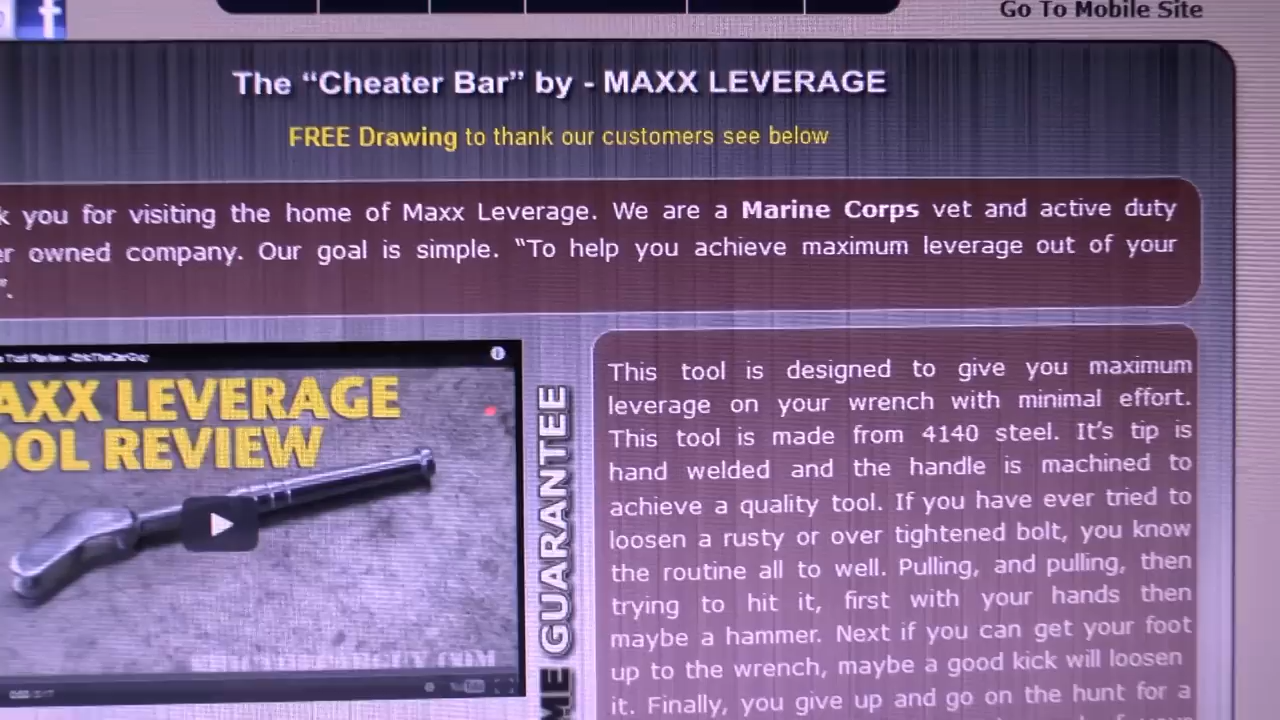 Go To Mobile Site
The “Cheater Bar” by - MAXX LEVERAGE
FREE Drawing to thank our customers see below
you for visiting the home of Maxx Leverage. We are a Marine Corps vet and active duty
owned company. Our goal is simple. “To help you achieve maximum leverage out of your
”.
AXX LEVERAGE
OOL REVIEW
GUARANTEE
This tool is designed to give you maximum
leverage on your wrench with minimal effort.
This tool is made from 4140 steel. It’s tip is
hand welded and the handle is machined to
achieve a quality tool. If you have ever tried to
loosen a rusty or over tightened bolt, you know
the routine all to well. Pulling, and pulling, then
trying to hit it, first with your hands then
maybe a hammer. Next if you can get your foot
up to the wrench, maybe a good kick will loosen
it. Finally, you give up and go on the hunt for a
YouTube